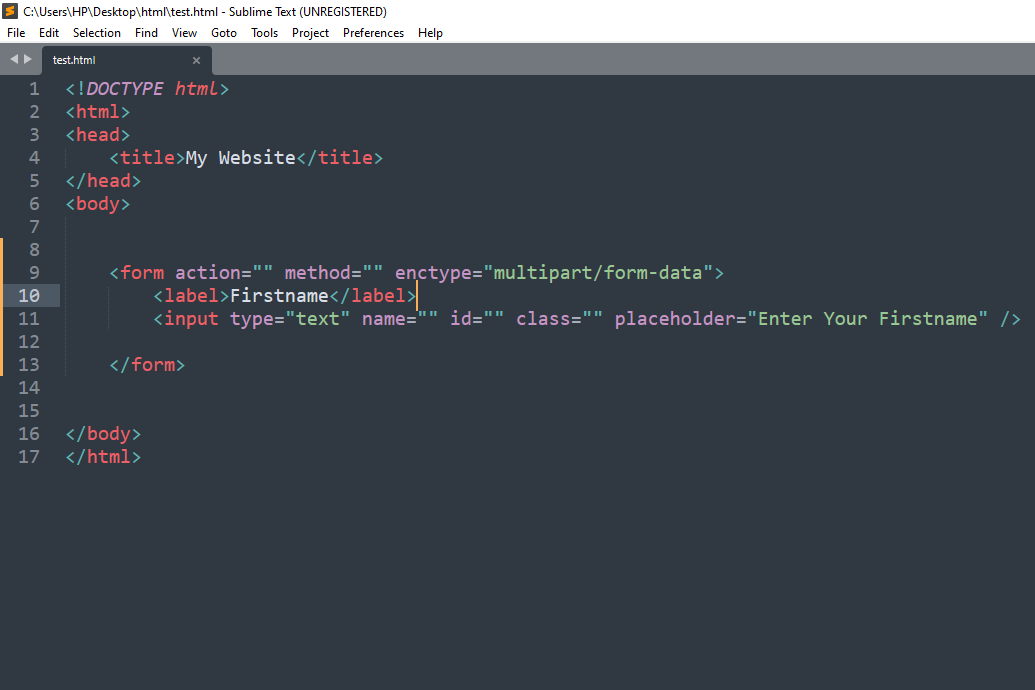 C:\Users\HP\Desktop\html\test.html - Sublime Text (UNREGISTERED)
File Edit Selection Find View Goto Tools Project Preferences Help
test.html
1 <!DOCTYPE html>
2 <html>
3 <head>
4 <title>My Website</title>
5 </head>
6 <body>
7
8
9 <form action="" method="" enctype="multipart/form-data">
10 <label>Firstname</label>
11 <input type="text" name="" id="" class="" placeholder="Enter Your Firstname" />
12
13 </form>
14
15
16 </body>
17 </html>